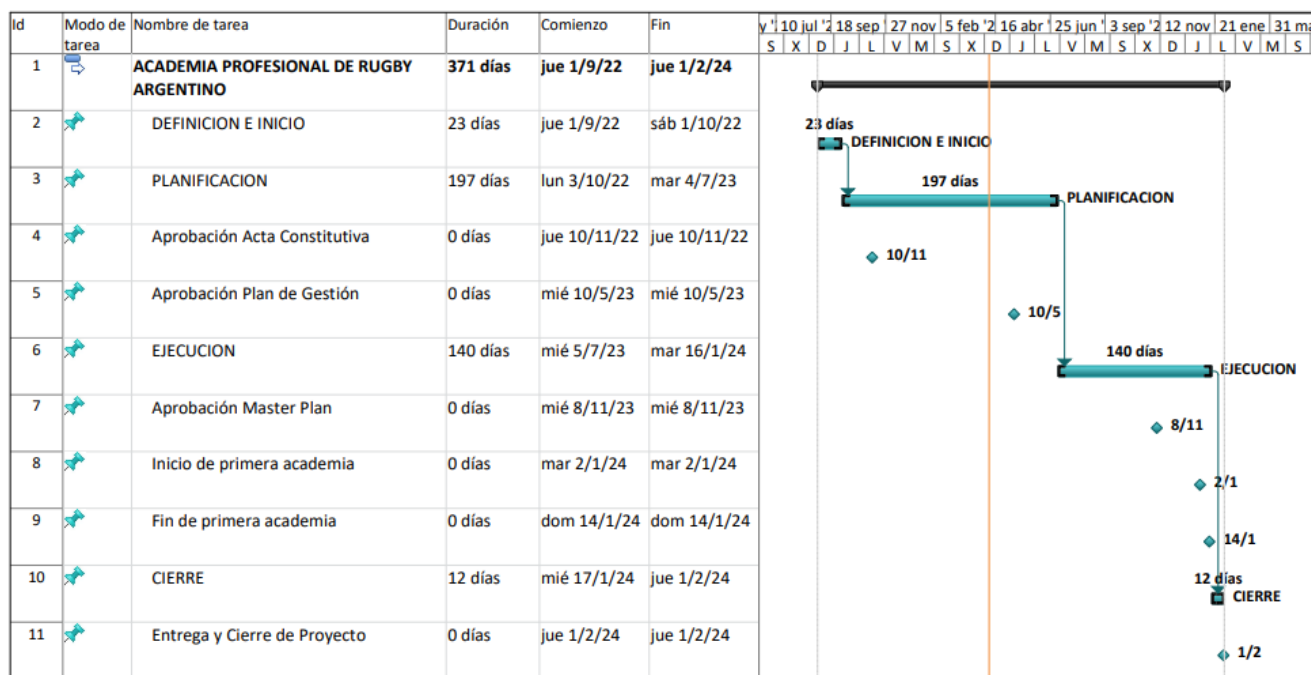 Id Modo de tarea Nombre de tarea Duración Comienzo Fin
y '2 10 jul '2 18 sep ' 27 nov 5 feb '2 16 abr ' 25 jun ' 3 sep '2 12 nov 21 ene 31 ma
S X D J L V M S X D J L V M S X D J L V M S
1 ACADEMIA PROFESIONAL DE RUGBY ARGENTINO 371 días jue 1/9/22 jue 1/2/24
2 DEFINICION E INICIO 23 días jue 1/9/22 sáb 1/10/22
23 días
DEFINICION E INICIO
3 PLANIFICACION 197 días lun 3/10/22 mar 4/7/23
197 días
PLANIFICACION
4 Aprobación Acta Constitutiva 0 días jue 10/11/22 jue 10/11/22
10/11
5 Aprobación Plan de Gestión 0 días mié 10/5/23 mié 10/5/23
10/5
6 EJECUCION 140 días mié 5/7/23 mar 16/1/24
140 días
EJECUCION
7 Aprobación Master Plan 0 días mié 8/11/23 mié 8/11/23
8/11
8 Inicio de primera academia 0 días mar 2/1/24 mar 2/1/24
2/1
9 Fin de primera academia 0 días dom 14/1/24 dom 14/1/24
14/1
10 CIERRE 12 días mié 17/1/24 jue 1/2/24
12 días
CIERRE
11 Entrega y Cierre de Proyecto 0 días jue 1/2/24 jue 1/2/24
1/2